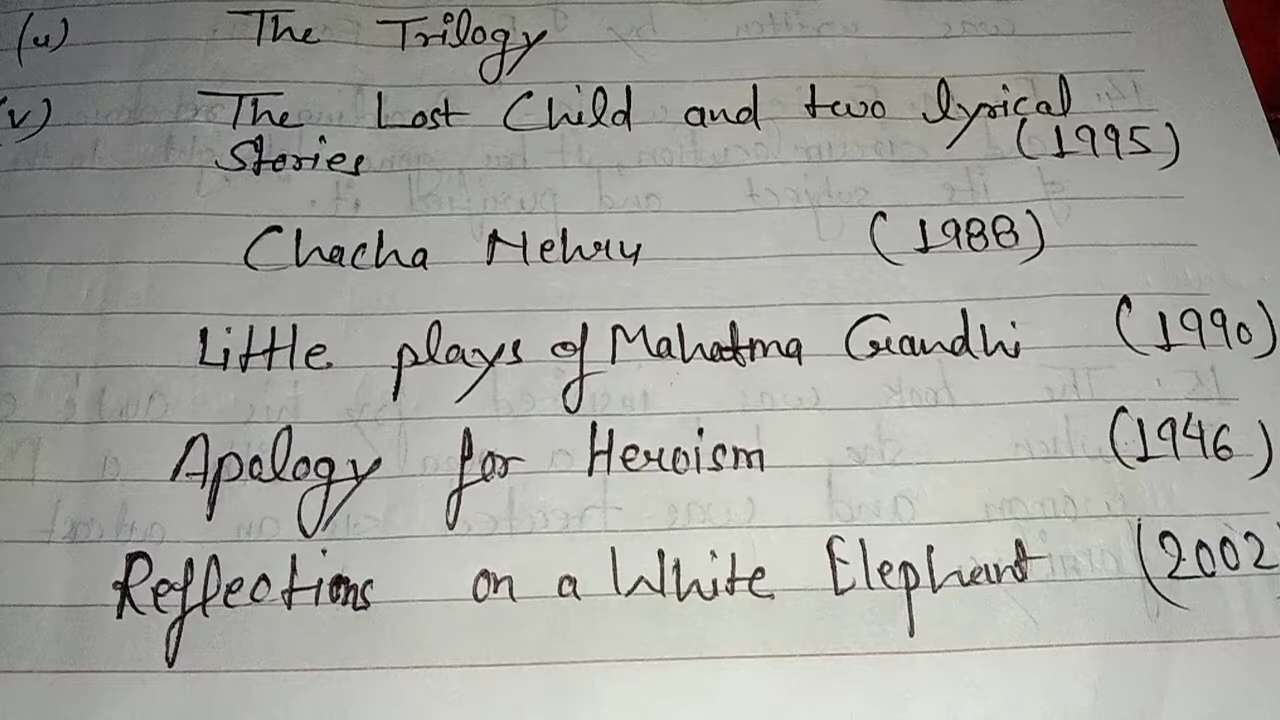 (u) The Trilogy
(v) The Lost Child and two lyrical
stories (1995)
Chacha Nehru (1988)
Little plays of Mahatma Gandhi (1990)
Apology for Heroism (1946)
Reflections on a White Elephant (2002